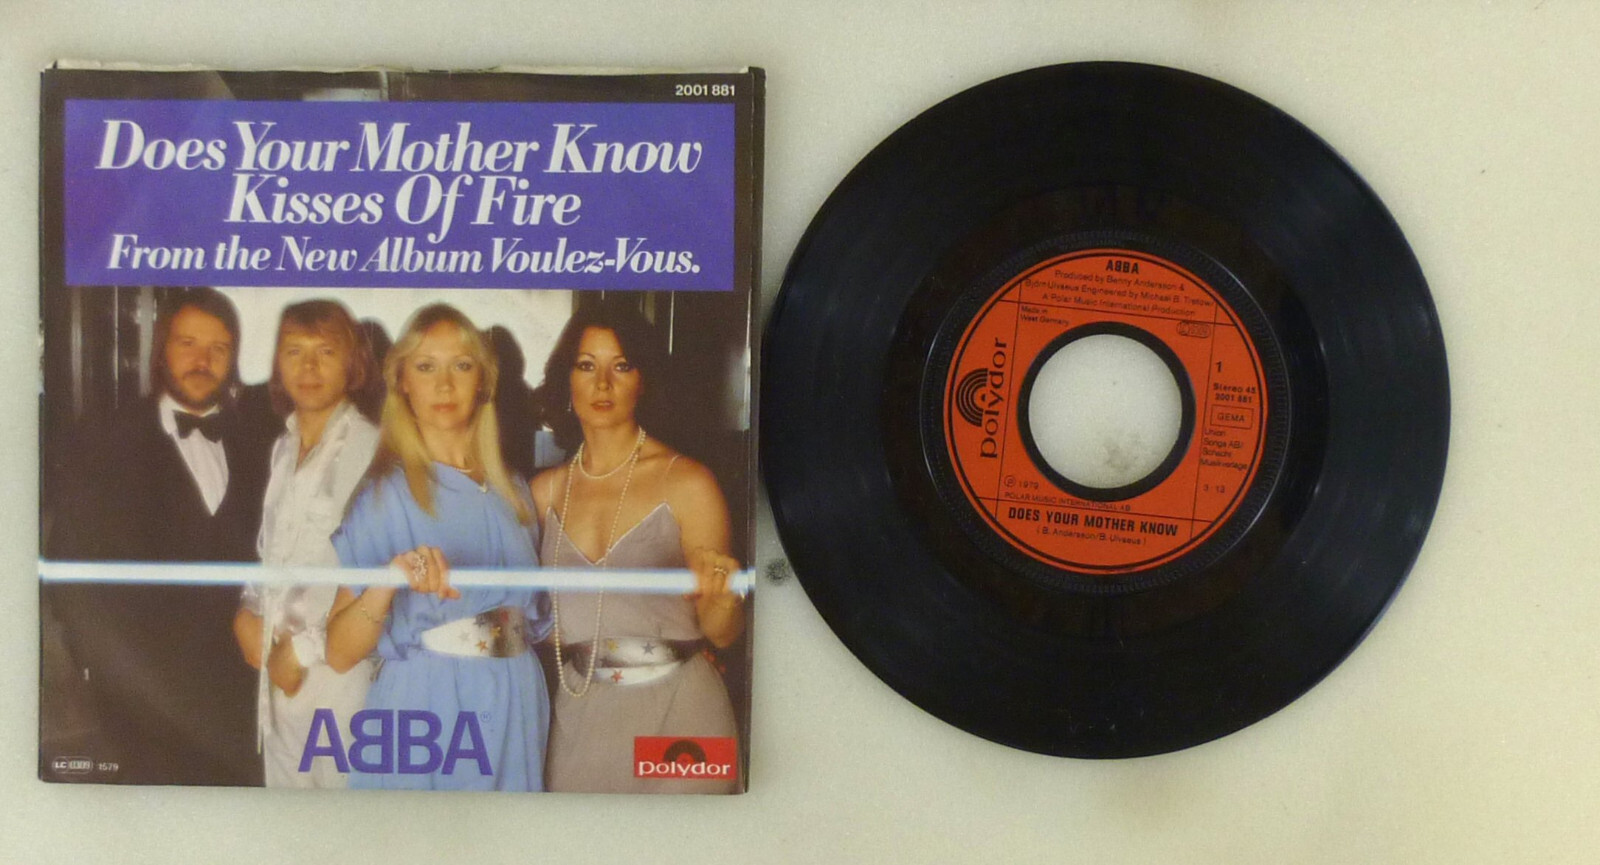 2001 881
Does Your Mother Know
Kisses Of Fire
From the New Album Voulez-Vous.
ABBA®
polydor
LC 1579
ABBA
Produced by Benny Andersson &
Björn Ulvaeus Engineered by Michael B. Tretow
A Polar Music International Production
Made in
West Germany
polydor
1
Stereo 45
2001 881
GEMA
Union
Songs AB/
Schacht
Musikverlage
3:13
℗ 1979
POLAR MUSIC INTERNATIONAL AB
DOES YOUR MOTHER KNOW
(B. Andersson/B. Ulvaeus)